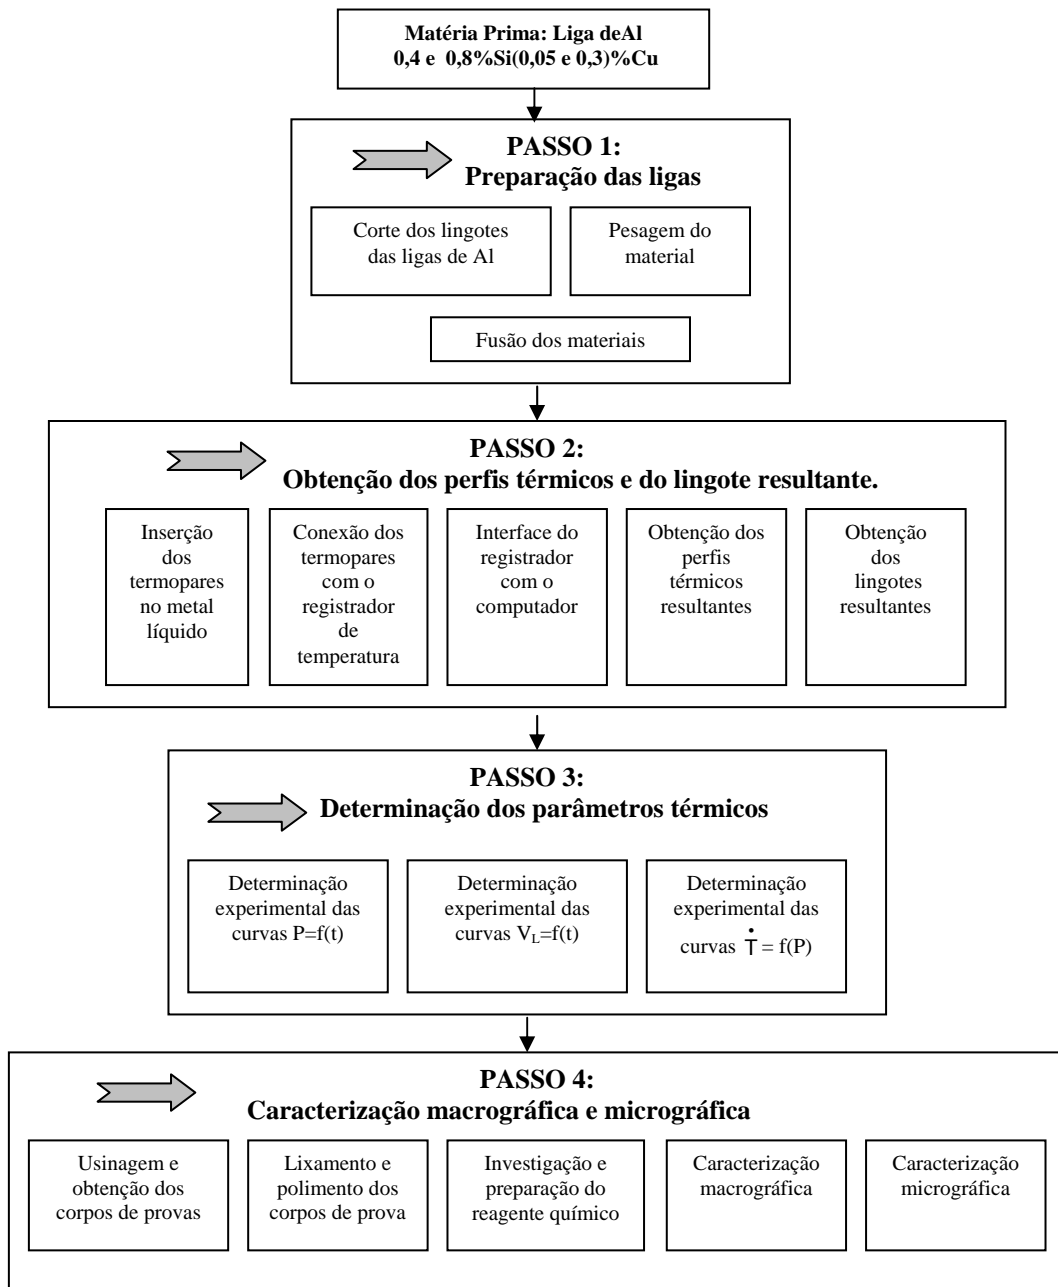 Matéria Prima: Liga deAl
0,4 e 0,8%Si(0,05 e 0,3)%Cu
PASSO 1:
Preparação das ligas
Corte dos lingotes
das ligas de Al
Pesagem do
material
Fusão dos materiais
PASSO 2:
Obtenção dos perfis térmicos e do lingote resultante.
Inserção
dos
termopares
no metal
líquido
Conexão dos
termopares
com o
registrador
de
temperatura
Interface do
registrador
com o
computador
Obtenção dos
perfis
térmicos
resultantes
Obtenção
dos
lingotes
resultantes
PASSO 3:
Determinação dos parâmetros térmicos
Determinação
experimental das
curvas P=f(t)
Determinação
experimental das
curvas V_L=f(t)
Determinação
experimental das
curvas Ṫ = f(P)
PASSO 4:
Caracterização macrográfica e micrográfica
Usinagem e
obtenção dos
corpos de provas
Lixamento e
polimento dos
corpos de prova
Investigação e
preparação do
reagente químico
Caracterização
macrográfica
Caracterização
micrográfica